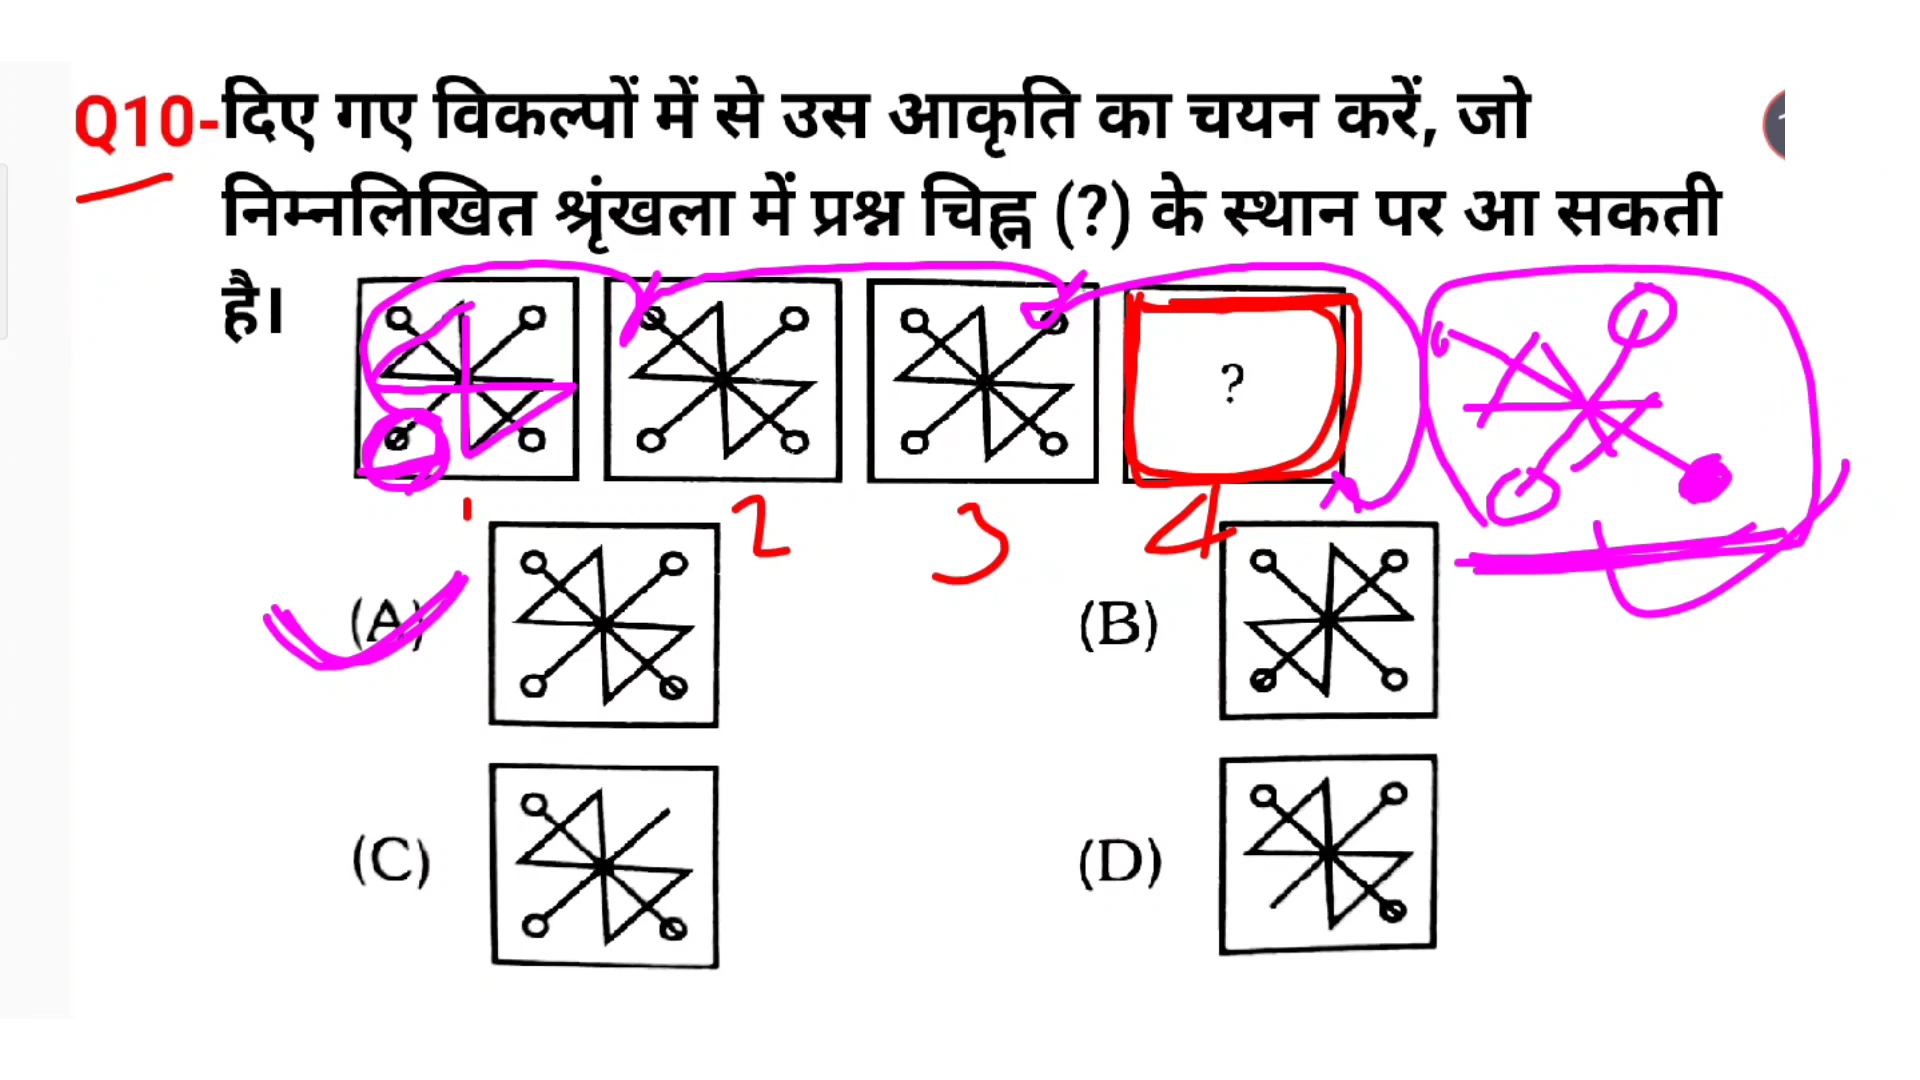 Q10-दिए गए विकल्पों में से उस आकृति का चयन करें, जो
निम्नलिखित श्रृंखला में प्रश्न चिह्न (?) के स्थान पर आ सकती
है।
?
1 2 3 4
(A) (B)
(C) (D)